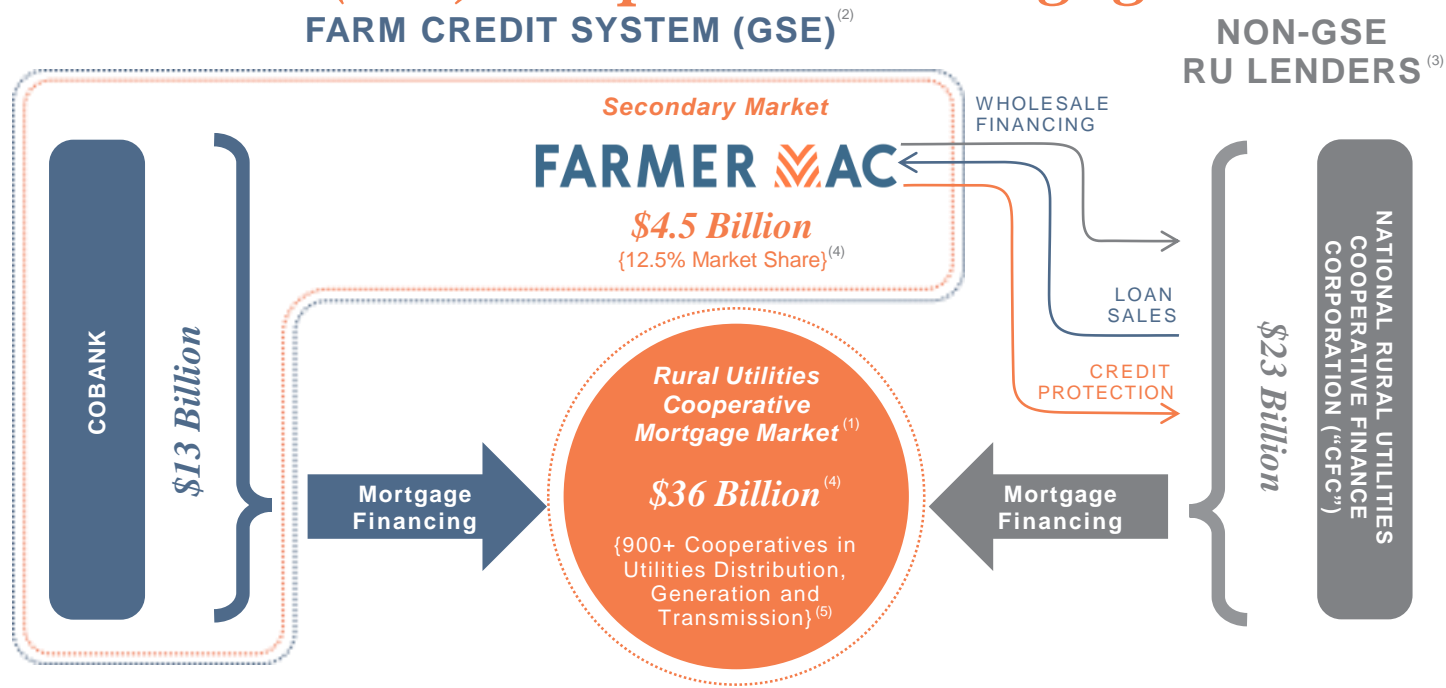 FARM CREDIT SYSTEM (GSE)(2)
NON-GSE
RU LENDERS(3)
Secondary Market
FARMER MAC
$4.5 Billion
{12.5% Market Share}(4)
WHOLESALE
FINANCING
LOAN
SALES
CREDIT
PROTECTION
COBANK
$13 Billion
Mortgage
Financing
Rural Utilities
Cooperative
Mortgage Market(1)
$36 Billion(4)
{900+ Cooperatives in
Utilities Distribution,
Generation and
Transmission}(5)
Mortgage
Financing
$23 Billion
NATIONAL RURAL UTILITIES
COOPERATIVE FINANCE
CORPORATION (“CFC”)